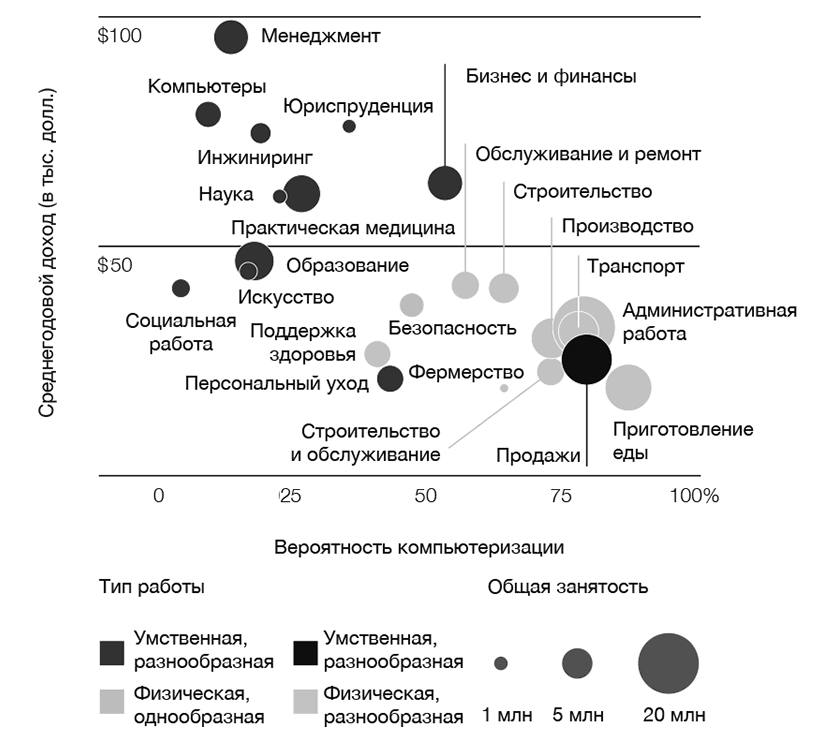 $100
Менеджмент
Бизнес и финансы
Компьютеры
Юриспруденция
Обслуживание и ремонт
Инжиниринг
Строительство
Наука
Практическая медицина
Производство
$50
Образование
Транспорт
Искусство
Социальная
работа
Безопасность
Административная
работа
Поддержка
здоровья
Фермерство
Персональный уход
Строительство
и обслуживание
Продажи
Приготовление
еды
Среднегодовой доход (в тыс. долл.)
0 25 50 75 100%
Вероятность компьютеризации
Тип работы
Умственная,
разнообразная
Умственная,
разнообразная
Физическая,
однообразная
Физическая,
разнообразная
Общая занятость
1 млн 5 млн 20 млн